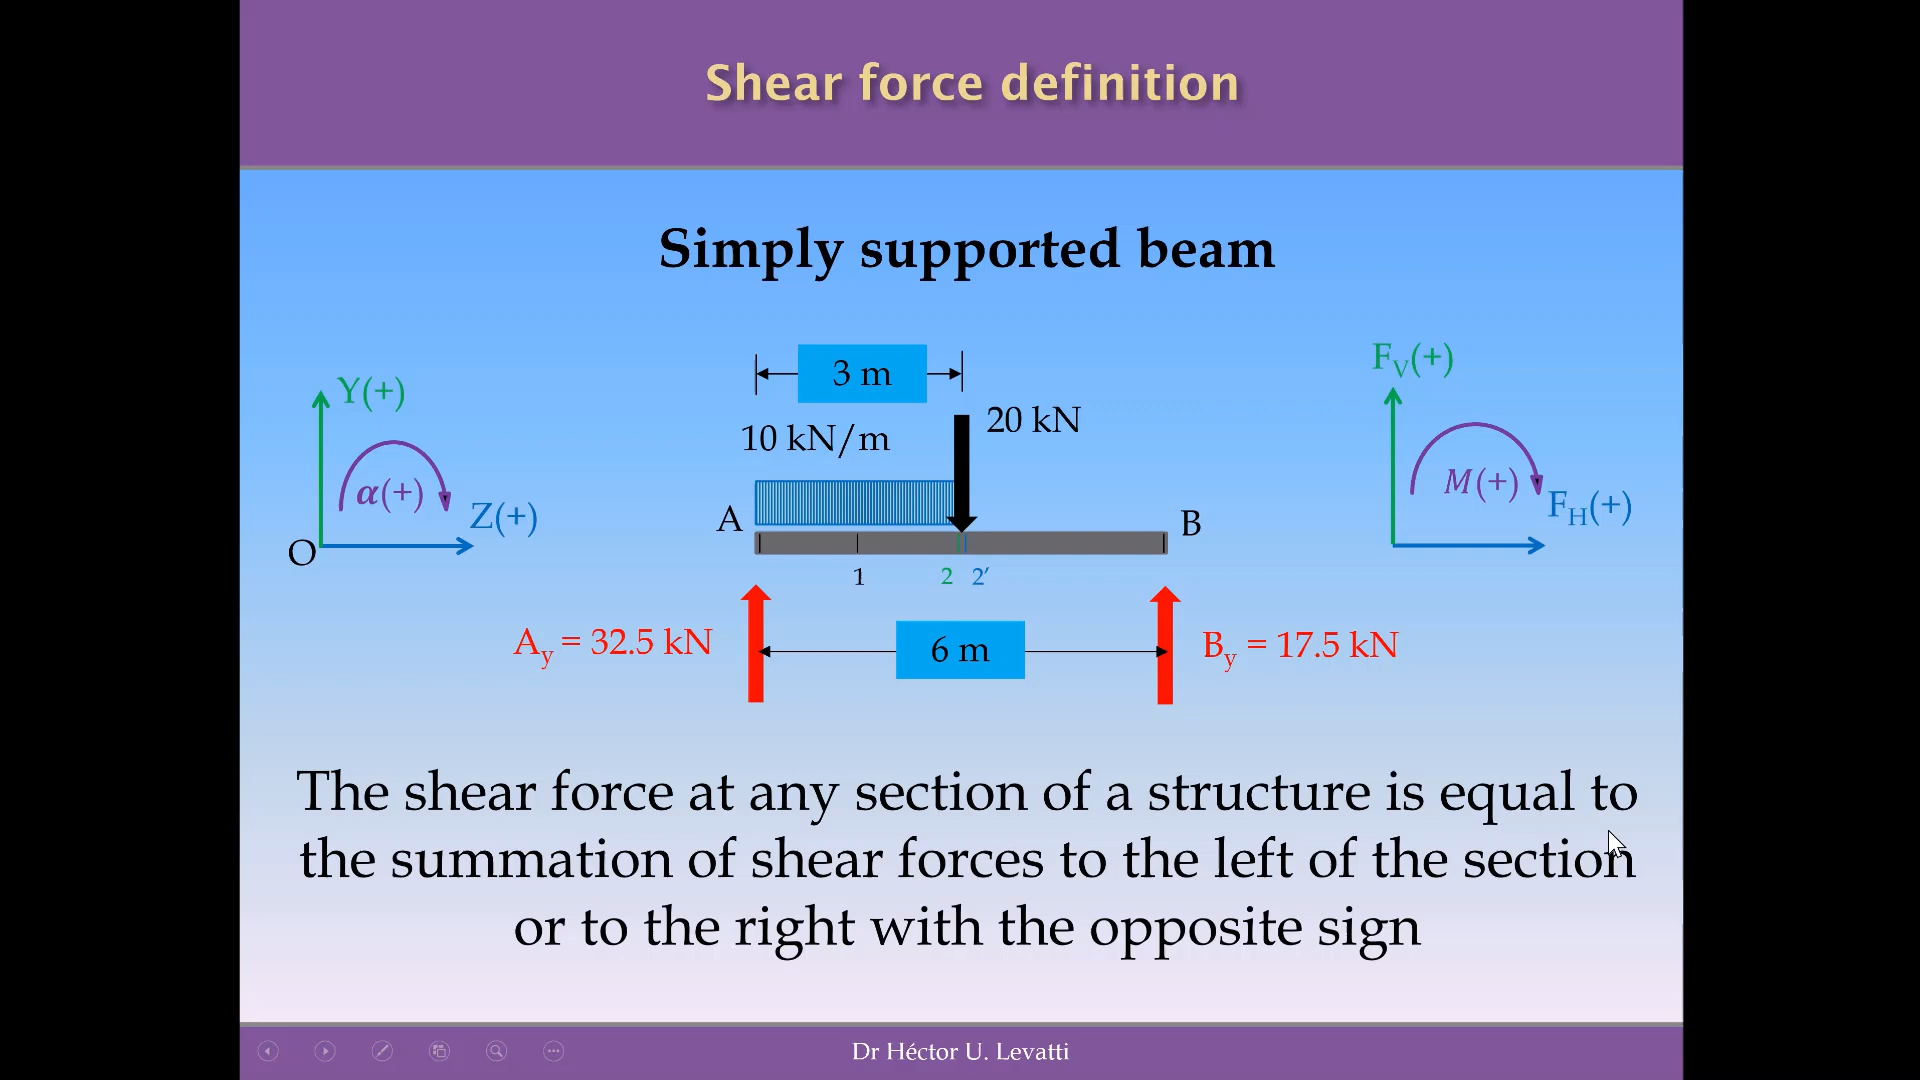 Shear force definition
Simply supported beam
3 m
10 kN/m
20 kN
Y(+)
α(+)
Z(+)
O
A
B
1
2
2′
A_y = 32.5 kN
6 m
B_y = 17.5 kN
F_V(+)
M(+)
F_H(+)
The shear force at any section of a structure is equal to
the summation of shear forces to the left of the section
or to the right with the opposite sign
Dr Héctor U. Levatti